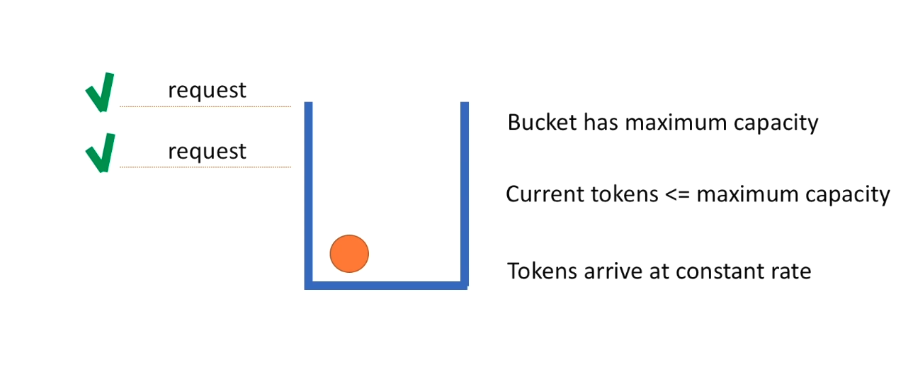 request
request
Bucket has maximum capacity
Current tokens <= maximum capacity
Tokens arrive at constant rate